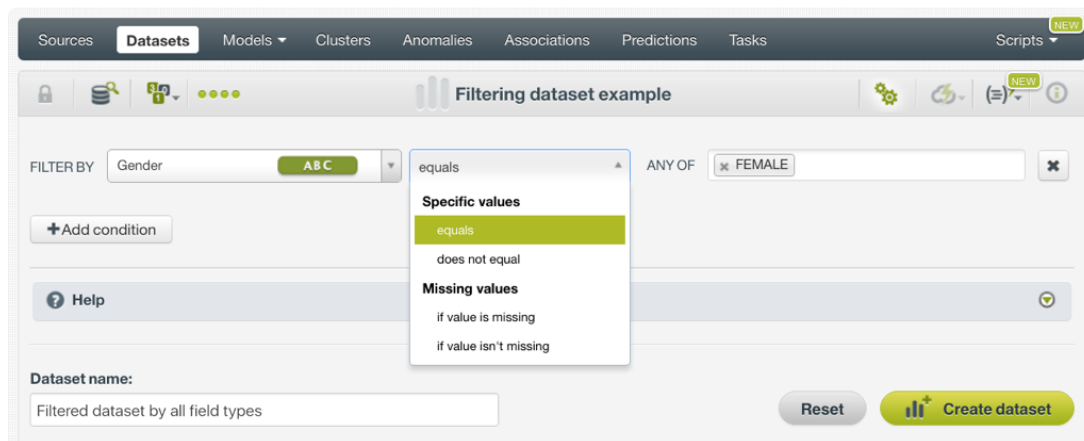 Sources Datasets Models Clusters Anomalies Associations Predictions Tasks Scripts NEW
Filtering dataset example NEW
FILTER BY Gender ABC equals ANY OF FEMALE
Specific values
+Add condition equals
does not equal
Missing values
Help
if value is missing
if value isn't missing
Dataset name:
Filtered dataset by all field types Reset Create dataset